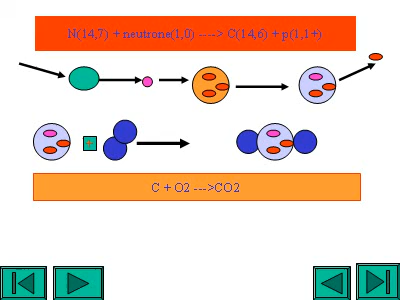 N(14,7) + neutrone(1,0) ----> C(14,6) + p(1,1+)
+
C + O2 --->CO2